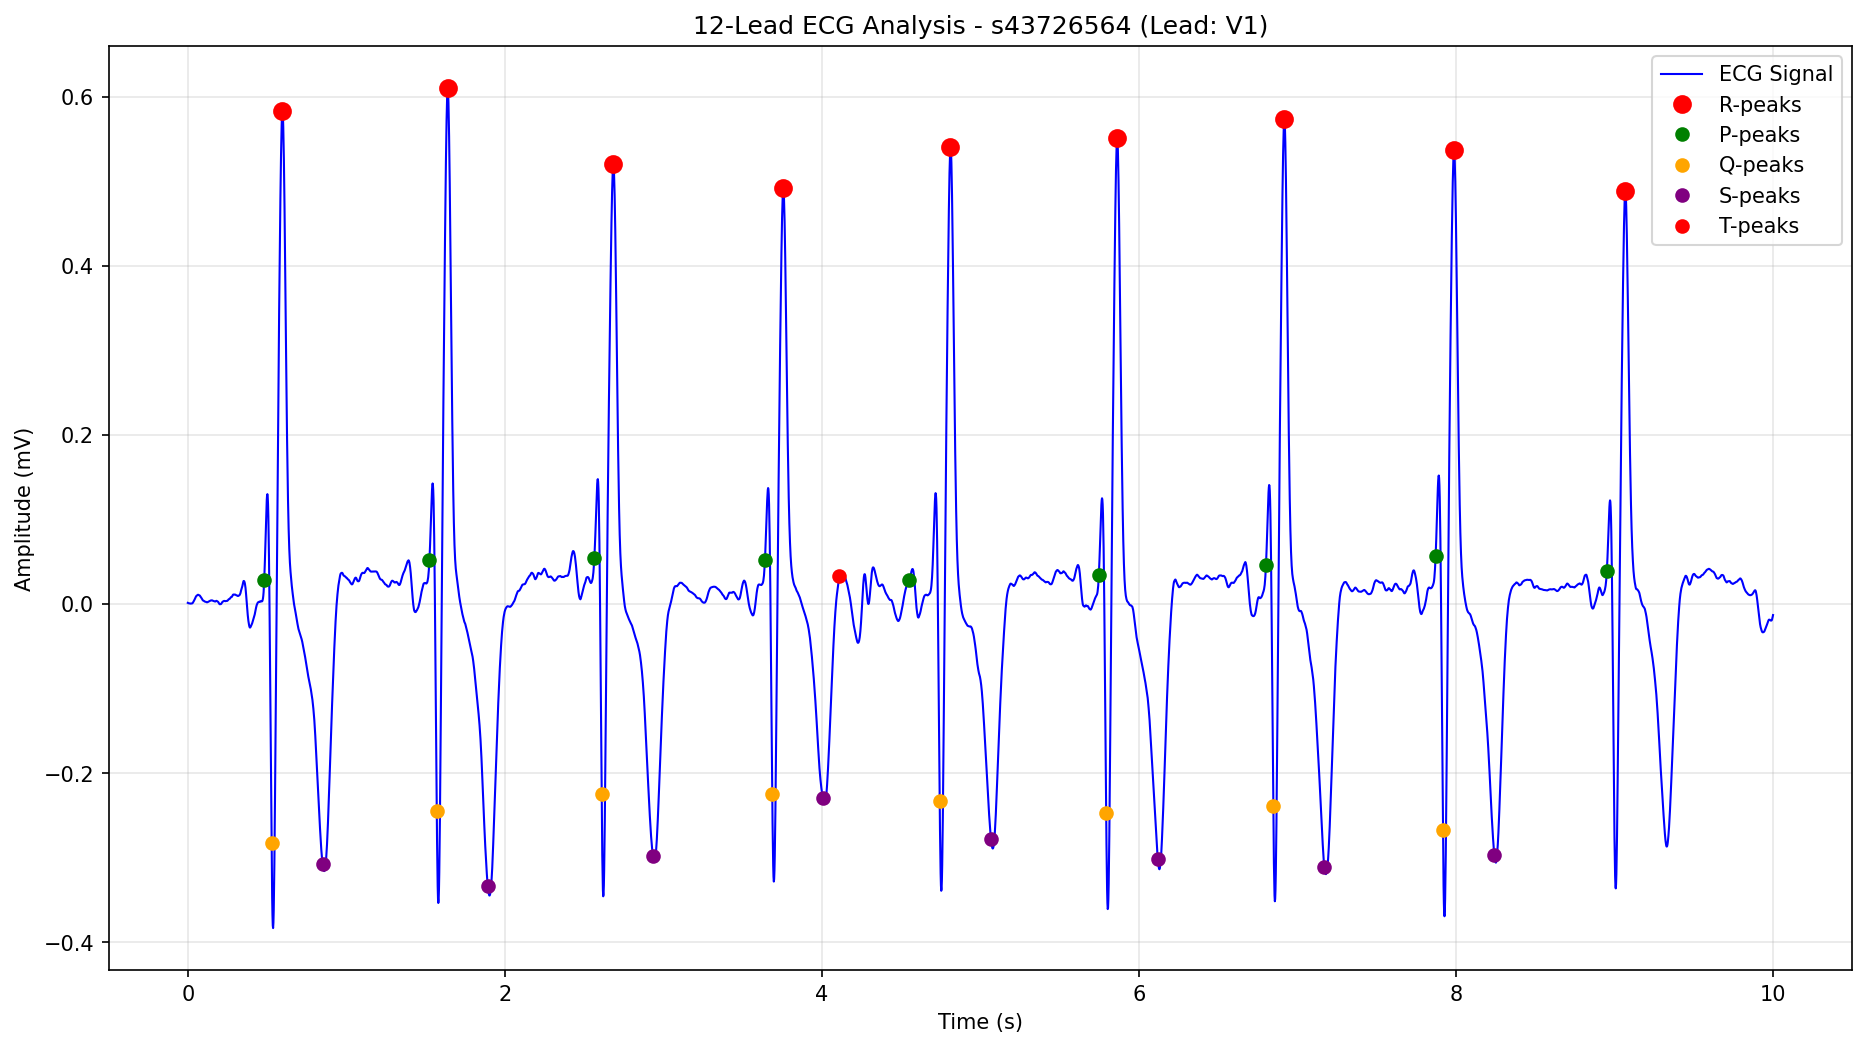 12-Lead ECG Analysis - s43726564 (Lead: V1)
ECG Signal
R-peaks
P-peaks
Q-peaks
S-peaks
T-peaks
Amplitude (mV)
0.6
0.4
0.2
0.0
−0.2
−0.4
0 2 4 6 8 10
Time (s)